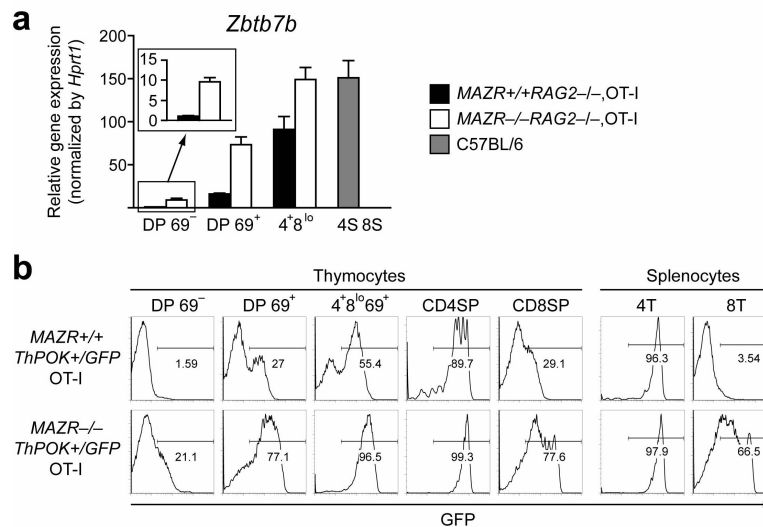 a
Zbtb7b
Relative gene expression
(normalized by Hprt1)
200
150
100
50
15
10
5
0
DP 69–
DP 69+
4+8lo
4S 8S
MAZR+/+RAG2–/–,OT-I
MAZR–/–RAG2–/–,OT-I
C57BL/6
b
Thymocytes
Splenocytes
DP 69–
DP 69+
4+8lo69+
CD4SP
CD8SP
4T
8T
MAZR+/+
ThPOK+/GFP
OT-I
1.59
27
55.4
89.7
29.1
96.3
3.54
MAZR–/–
ThPOK+/GFP
OT-I
21.1
77.1
96.5
99.3
77.6
97.9
66.5
GFP